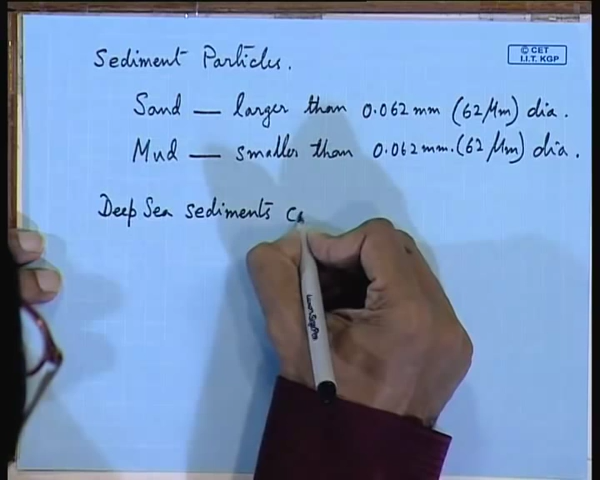 Sediment Particles.
© CET
I.I.T. KGP
Sand — larger than 0.062 mm (62 μm) dia.
Mud — smaller than 0.062 mm. (62 μm) dia.
Deep Sea sediments